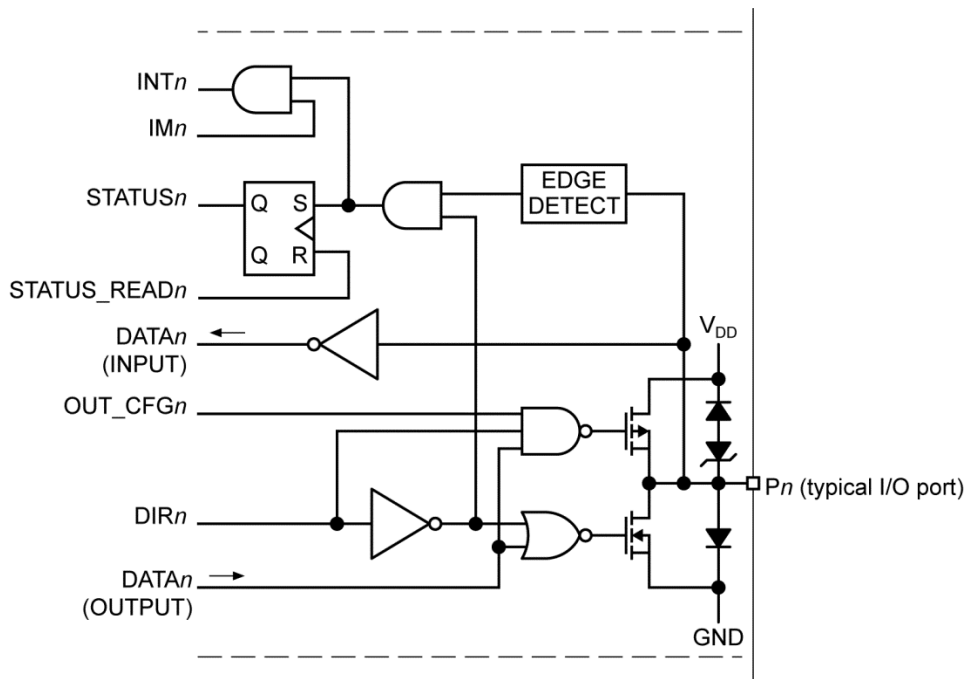 INTn
IMn
STATUSn
Q S
Q R
EDGE
DETECT
STATUS_READn
DATAn
(INPUT)
VDD
OUT_CFGn
Pn (typical I/O port)
DIRn
DATAn
(OUTPUT)
GND